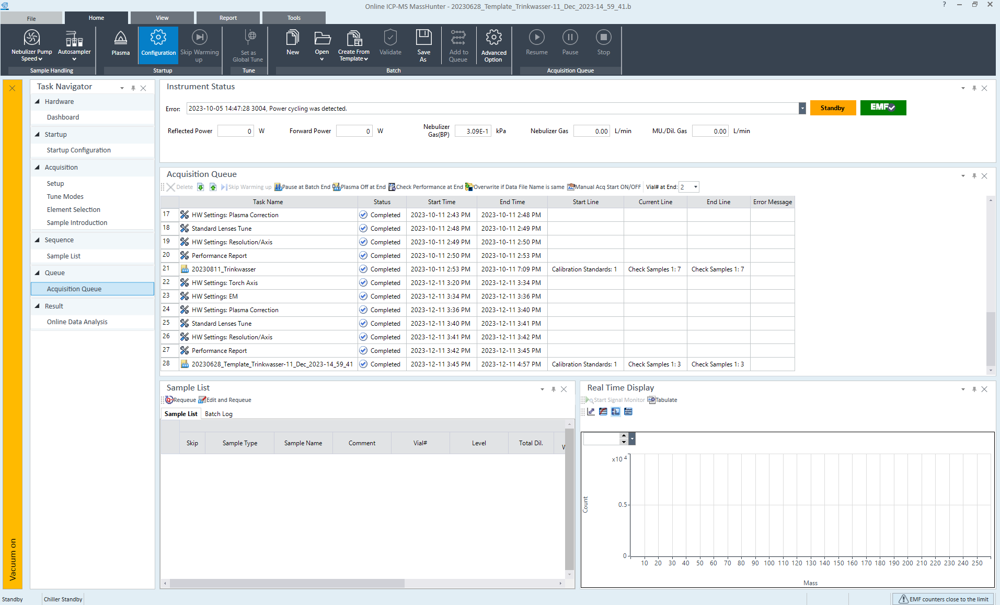 Online ICP-MS MassHunter - 20230628_Template_Trinkwasser-11_Dec_2023-14_59_41.b
File Home View Report Tools
Nebulizer Pump Speed Autosampler
Sample Handling
Plasma Configuration Skip Warming up
Startup
Set as Global Tune
Tune
New Open Create From Template Validate Save As Add to Queue Advanced Option
Batch
Resume Pause Stop
Acquisition Queue
Vacuum on
Task Navigator
Hardware
Dashboard
Startup
Startup Configuration
Acquisition
Setup
Tune Modes
Element Selection
Sample Introduction
Sequence
Sample List
Queue
Acquisition Queue
Result
Online Data Analysis
Instrument Status
Error: 2023-10-05 14:47:28 3004, Power cycling was detected. Standby EMF
Reflected Power 0 W Forward Power 0 W Nebulizer Gas(BP) 3.09E-1 kPa Nebulizer Gas 0.00 L/min MU./Dil. Gas 0.00 L/min
Acquisition Queue
Delete Skip Warming up Pause at Batch End Plasma Off at End Check Performance at End Overwrite if Data File Name is same Manual Acq Start ON/OFF Vial# at End: 2
Task Name Status Start Time End Time Start Line Current Line End Line Error Message
17 HW Settings: Plasma Correction Completed 2023-10-11 2:43 PM 2023-10-11 2:48 PM
18 Standard Lenses Tune Completed 2023-10-11 2:48 PM 2023-10-11 2:49 PM
19 HW Settings: Resolution/Axis Completed 2023-10-11 2:49 PM 2023-10-11 2:50 PM
20 Performance Report Completed 2023-10-11 2:50 PM 2023-10-11 2:53 PM
21 20230811_Trinkwasser Completed 2023-10-11 2:53 PM 2023-10-11 7:09 PM Calibration Standards: 1 Check Samples 1: 7 Check Samples 1: 7
22 HW Settings: Torch Axis Completed 2023-12-11 3:20 PM 2023-12-11 3:34 PM
23 HW Settings: EM Completed 2023-12-11 3:34 PM 2023-12-11 3:36 PM
24 HW Settings: Plasma Correction Completed 2023-12-11 3:36 PM 2023-12-11 3:40 PM
25 Standard Lenses Tune Completed 2023-12-11 3:40 PM 2023-12-11 3:41 PM
26 HW Settings: Resolution/Axis Completed 2023-12-11 3:41 PM 2023-12-11 3:42 PM
27 Performance Report Completed 2023-12-11 3:42 PM 2023-12-11 3:45 PM
28 20230628_Template_Trinkwasser-11_Dec_2023-14_59_41 Completed 2023-12-11 3:45 PM 2023-12-11 4:57 PM Calibration Standards: 1 Check Samples 1: 3 Check Samples 1: 3
Sample List
Requeue Edit and Requeue
Sample List Batch Log
Skip Sample Type Sample Name Comment Vial# Level Total Dil.
Real Time Display
Start Signal Monitor Tabulate
x10 4
0.5
0
Count
10 20 30 40 50 60 70 80 90 100 110 120 130 140 150 160 170 180 190 200 210 220 230 240 250
Mass
Standby Chiller Standby EMF counters close to the limit